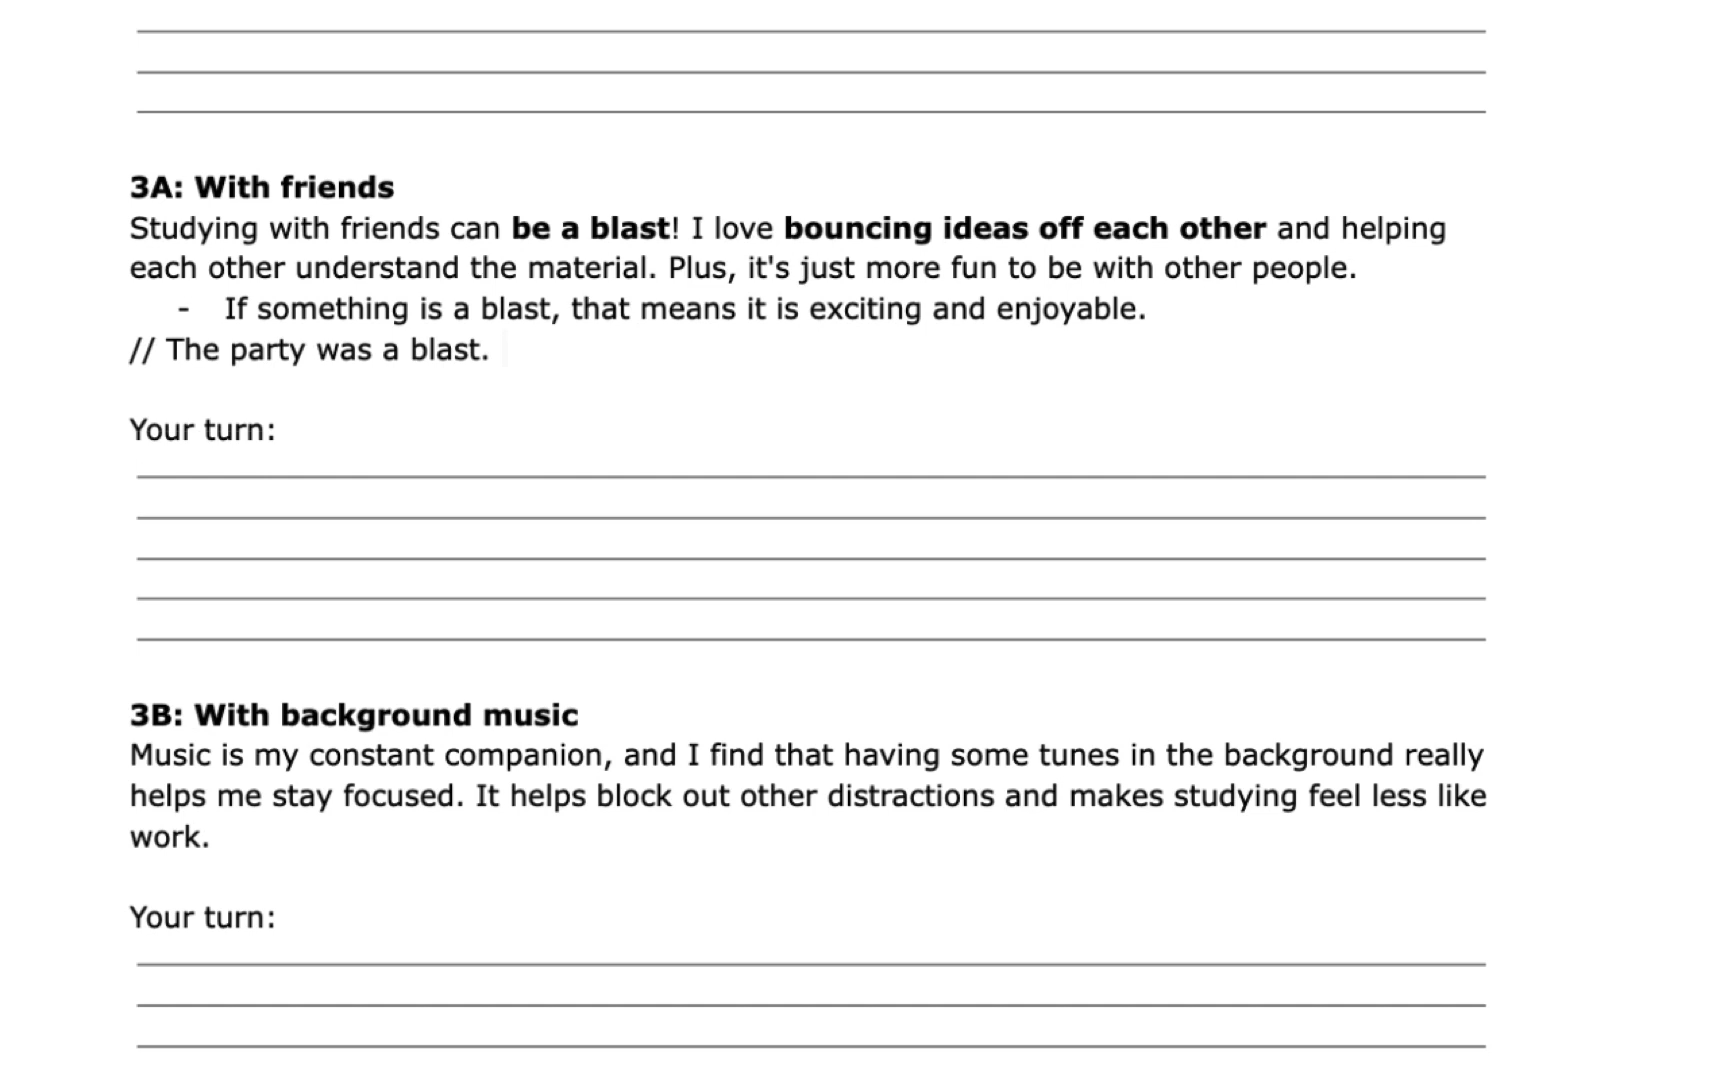 3A: With friends
Studying with friends can be a blast! I love bouncing ideas off each other and helping
each other understand the material. Plus, it's just more fun to be with other people.
- If something is a blast, that means it is exciting and enjoyable.
// The party was a blast.
Your turn:
3B: With background music
Music is my constant companion, and I find that having some tunes in the background really
helps me stay focused. It helps block out other distractions and makes studying feel less like
work.
Your turn: